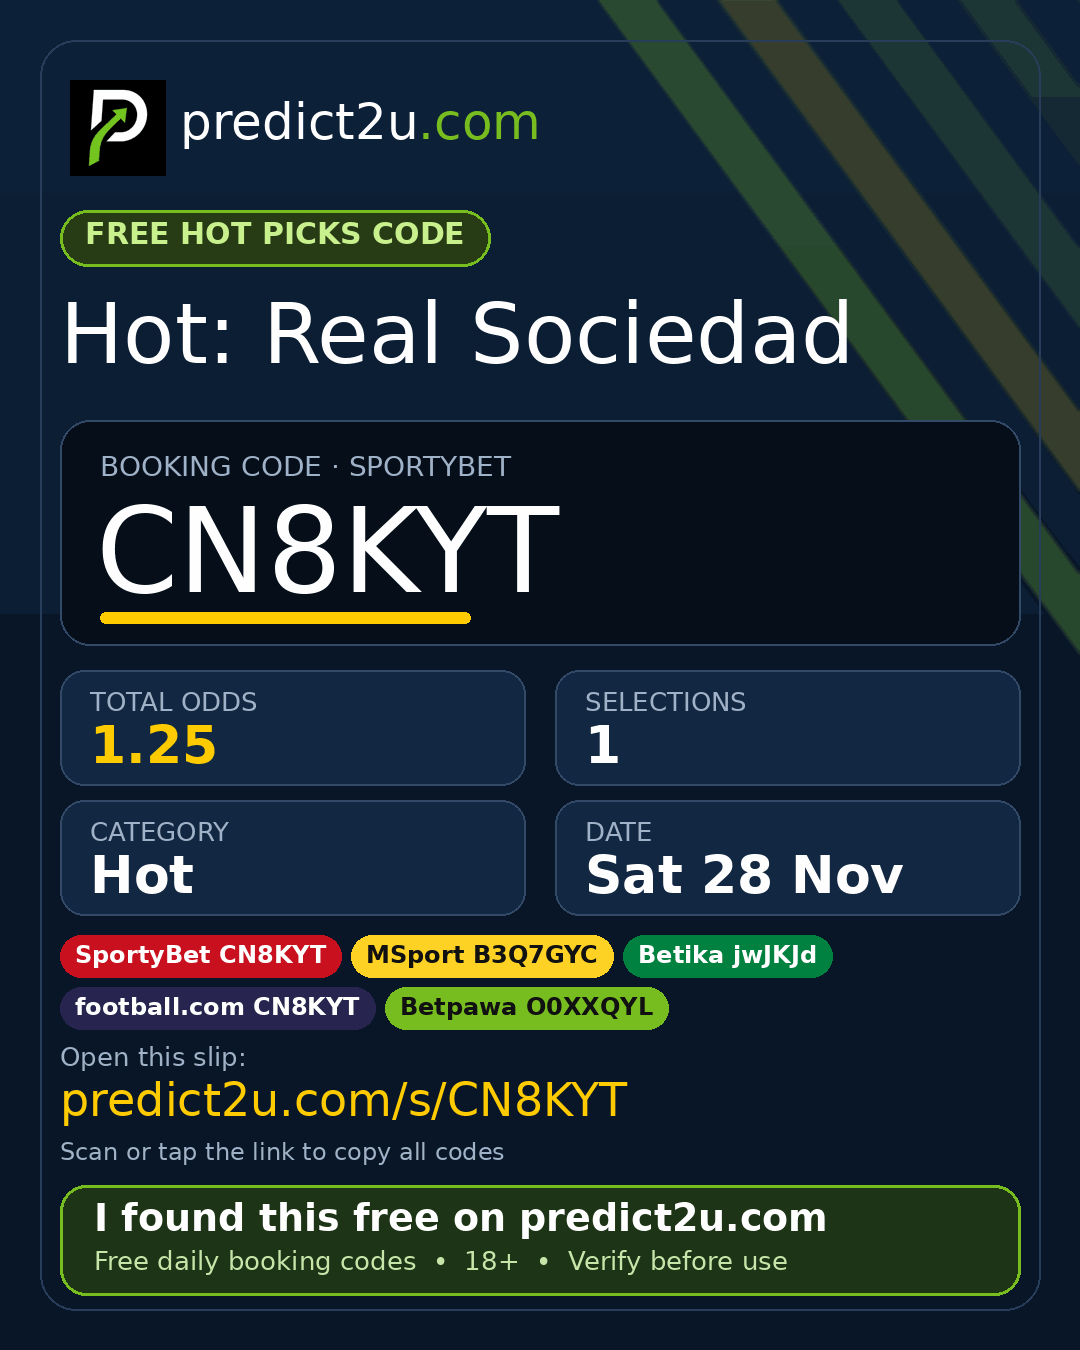 predict2u.com
FREE HOT PICKS CODE
Hot: Real Sociedad
BOOKING CODE · SPORTYBET
CN8KYT
TOTAL ODDS
1.25
SELECTIONS
1
CATEGORY
Hot
DATE
Sat 28 Nov
SportyBet CN8KYT
MSport B3Q7GYC
Betika jwJKJd
football.com CN8KYT
Betpawa O0XXQYL
Open this slip:
predict2u.com/s/CN8KYT
Scan or tap the link to copy all codes
I found this free on predict2u.com
Free daily booking codes • 18+ • Verify before use